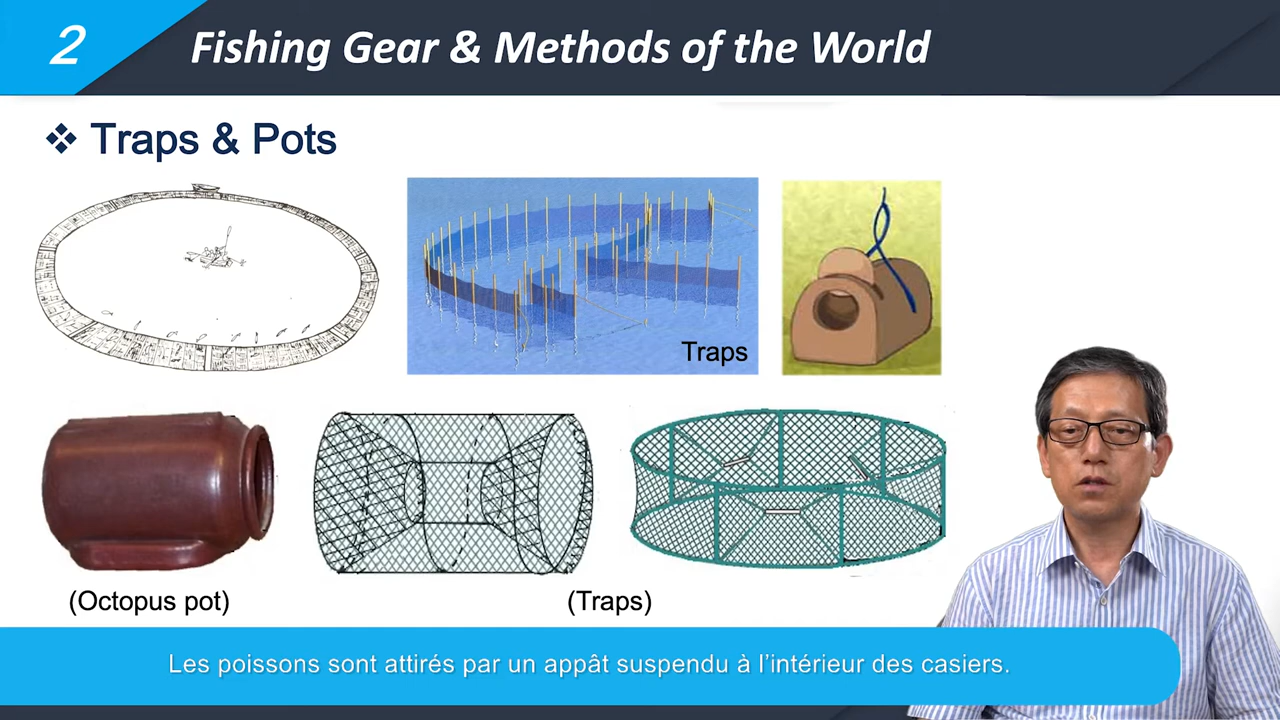 2
Fishing Gear & Methods of the World
❖ Traps & Pots
Traps
(Octopus pot)
(Traps)
Les poissons sont attirés par un appât suspendu à l’intérieur des casiers.